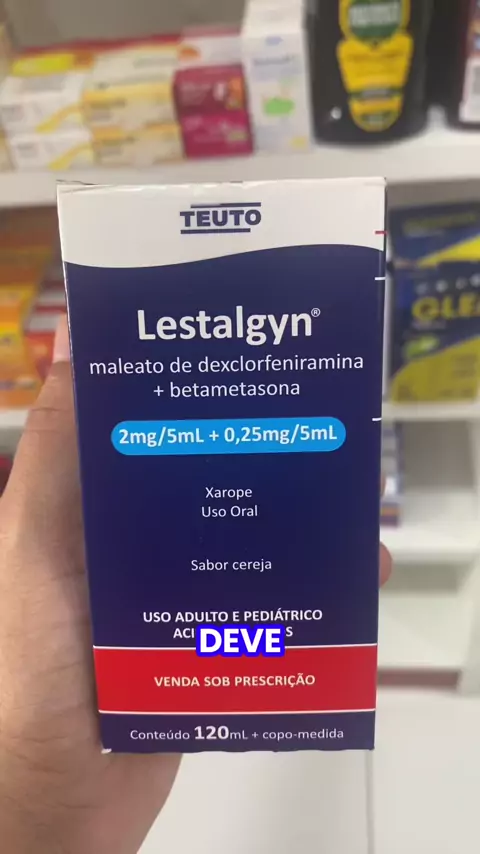 TEUTO
Lestalgyn®
maleato de dexclorfeniramina
+ betametasona
2mg/5mL + 0,25mg/5mL
Xarope
Uso Oral
Sabor cereja
USO ADULTO E PEDIÁTRICO
DEVE
VENDA SOB PRESCRIÇÃO
Conteúdo 120mL + copo-medida